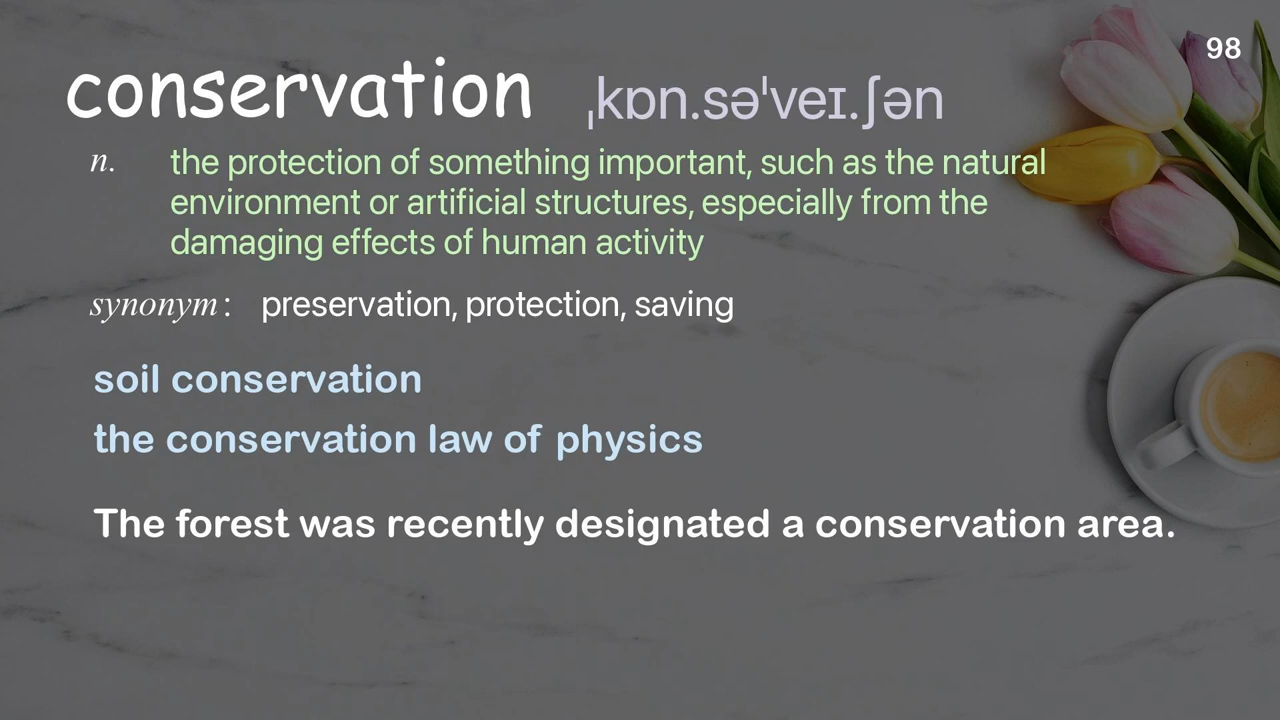 98
conservation ˌkɒn.səˈveɪ.ʃən
n. the protection of something important, such as the natural
environment or artificial structures, especially from the
damaging effects of human activity
synonym: preservation, protection, saving
soil conservation
the conservation law of physics
The forest was recently designated a conservation area.